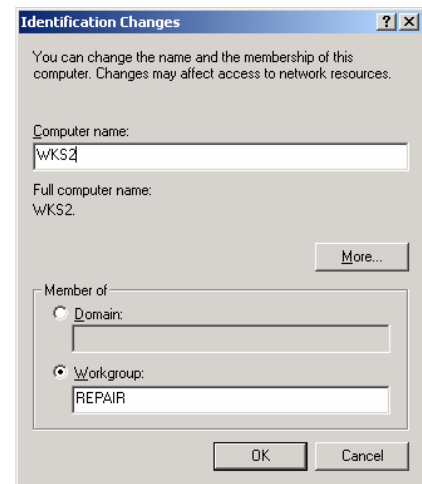 Identification Changes
You can change the name and the membership of this
computer. Changes may affect access to network resources.
Computer name:
WKS2
Full computer name:
WKS2.
More...
Member of
Domain:
Workgroup:
REPAIR
OK Cancel